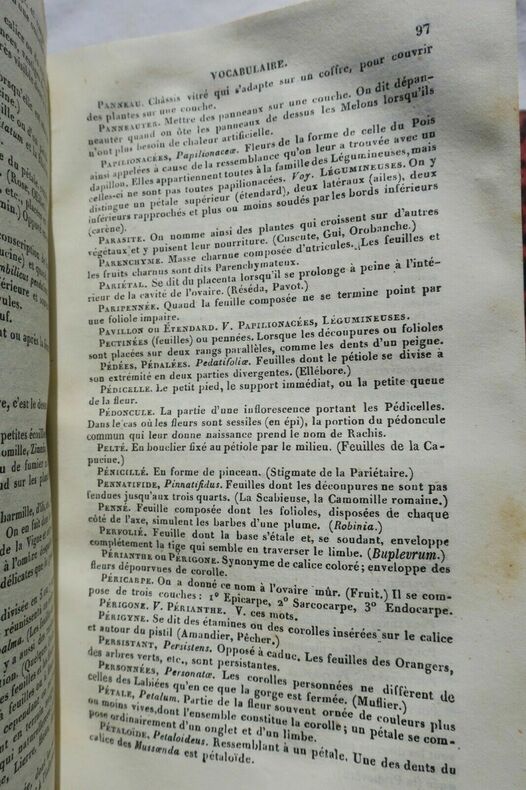 97
VOCABULAIRE.
PANNEAU. Châssis vitré qui s'adapte sur un coffre, pour couvrir
des plantes sur une couche.
PANNEAUTER. Mettre des panneaux sur une couche. On dit dépan-
neauter quand on ôte les panneaux de dessus les Melons lorsqu'ils
n'ont plus besoin de chaleur artificielle.
PAPILIONACÉES, Papilionaceæ. Fleurs de la forme de celle du Pois
ainsi appelées à cause de la ressemblance qu'on leur a trouvée avec un
papillon. Elles appartiennent toutes à la famille des Légumineuses, mais
celles-ci ne sont pas toutes papilionacées. Voy. LÉGUMINEUSES. On y
distingue un pétale supérieur (étendard), deux latéraux (ailes), deux
inférieurs rapprochés et plus ou moins soudés par les bords inférieurs
(carène).
PARASITE. On nomme ainsi des plantes qui croissent sur d'autres
végétaux et y puisent leur nourriture. (Cuscute, Gui, Orobanche.)
PARENCHYME. Masse charnue composée d'utricules. Les feuilles et
les fruits charnus sont dits Parenchymateux.
PARIÉTAL. Se dit du placenta lorsqu'il se prolonge à peine à l'inté-
rieur de la cavité de l'ovaire. (Réséda, Pavot.)
PARIPENNÉE. Quand la feuille composée ne se termine point par
une foliole impaire.
PAVILLON ou ÉTENDARD. V. PAPILIONACÉES, LÉGUMINEUSES.
PECTINÉES (feuilles) ou pennées. Lorsque les découpures ou folioles
sont placées sur deux rangs parallèles, comme les dents d'un peigne.
PÉDÉES, PÉDALÉES. Pedatifoliæ. Feuilles dont le pétiole se divise à
son extrémité en deux parties divergentes. (Ellébore.)
PÉDICELLE. Le petit pied, le support immédiat, ou la petite queue
de la fleur.
PÉDONCULE. La partie d'une inflorescence portant les Pédicelles.
Dans le cas où les fleurs sont sessiles (en épi), la portion du pédoncule
commun qui leur donne naissance prend le nom de Rachis.
PELTÉ. En bouclier fixé au pétiole par le milieu. (Feuilles de la Ca-
pucine.)
PÉNICILLÉ. En forme de pinceau. (Stigmate de la Pariétaire.)
PENNATIFIDE, Pinnatifidus. Feuilles dont les découpures ne sont pas
fendues jusqu'aux trois quarts. (La Scabieuse, la Camomille romaine.)
PENNÉ. Feuille composée dont les folioles, disposées de chaque
côté de l'axe, simulent les barbes d'une plume. (Robinia.)
PERFOLIÉ. Feuille dont la base s'étale et, se soudant, enveloppe
complétement la tige qui semble en traverser le limbe. (Buplevrum.)
PÉRIANTHE ou PÉRIGONE. Synonyme de calice coloré; enveloppe des
fleurs dépourvues de corolle.
PÉRICARPE. On a donné ce nom à l'ovaire mûr. (Fruit.) Il se com-
pose de trois couches : 1° Epicarpe, 2° Sarcocarpe, 3° Endocarpe.
PÉRIGONE. V. PÉRIANTHE. V. ces mots.
PÉRIGYNE. Se dit des étamines ou des corolles insérées sur le calice
et autour du pistil (Amandier, Pêcher.)
PERSISTANT, Persistens. Opposé à caduc. Les feuilles des Orangers,
des arbres verts, etc., sont persistantes.
PERSONNÉES, Personatæ. Les corolles personnées ne diffèrent de
celles des Labiées qu'en ce que la gorge est fermée. (Muflier.)
PÉTALE, Petalum. Partie de la fleur souvent ornée de couleurs plus
ou moins vives, dont l'ensemble constitue la corolle; un pétale se com-
pose ordinairement d'un onglet et d'un limbe.
PÉTALOÏDE, Petaloideus. Ressemblant à un pétale. Une des dents du
calice des Mussænda est pétaloïde.